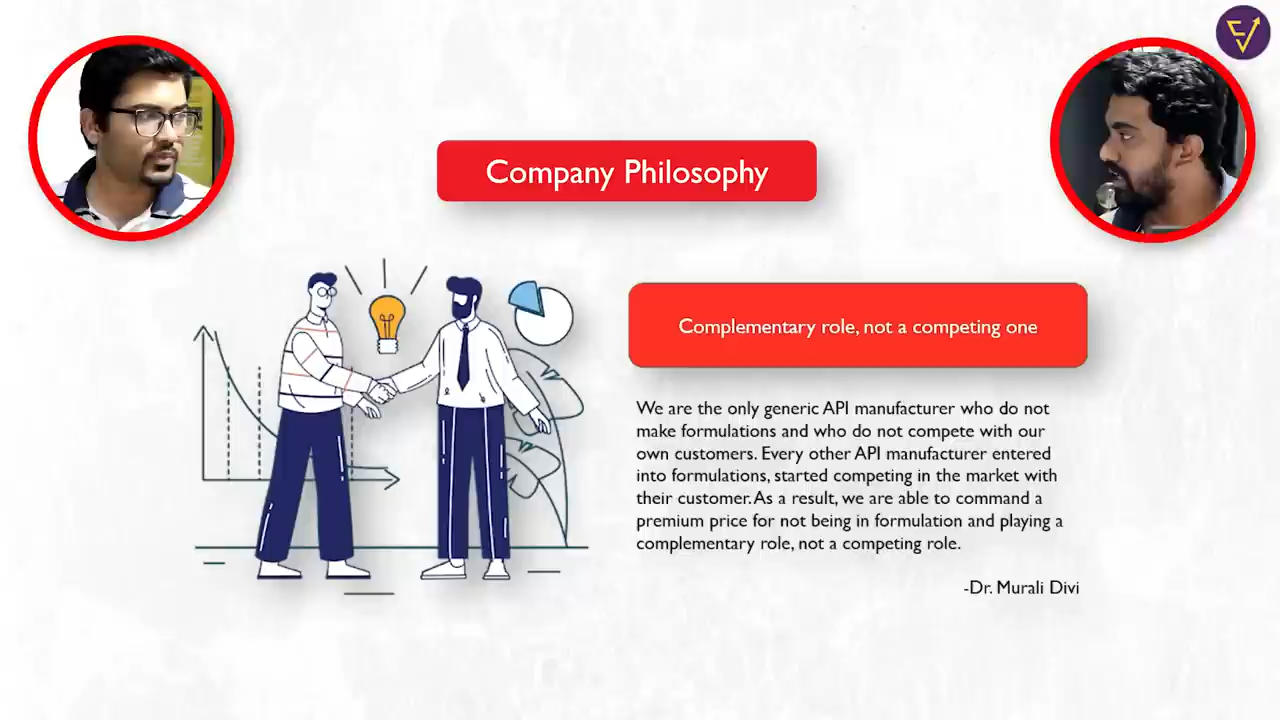 Company Philosophy
Complementary role, not a competing one
We are the only generic API manufacturer who do not
make formulations and who do not compete with our
own customers. Every other API manufacturer entered
into formulations, started competing in the market with
their customer. As a result, we are able to command a
premium price for not being in formulation and playing a
complementary role, not a competing role.
-Dr. Murali Divi